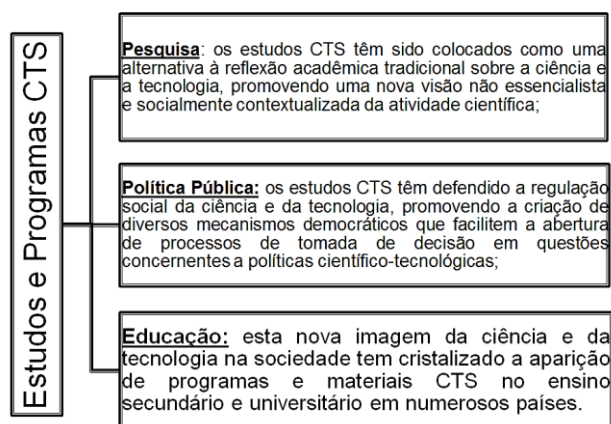 Estudos e Programas CTS
Pesquisa: os estudos CTS têm sido colocados como uma
alternativa à reflexão acadêmica tradicional sobre a ciência e
a tecnologia, promovendo uma nova visão não essencialista
e socialmente contextualizada da atividade científica;
Política Pública: os estudos CTS têm defendido a regulação
social da ciência e da tecnologia, promovendo a criação de
diversos mecanismos democráticos que facilitem a abertura
de processos de tomada de decisão em questões
concernentes a políticas científico-tecnológicas;
Educação: esta nova imagem da ciência e da
tecnologia na sociedade tem cristalizado a aparição
de programas e materiais CTS no ensino
secundário e universitário em numerosos países.